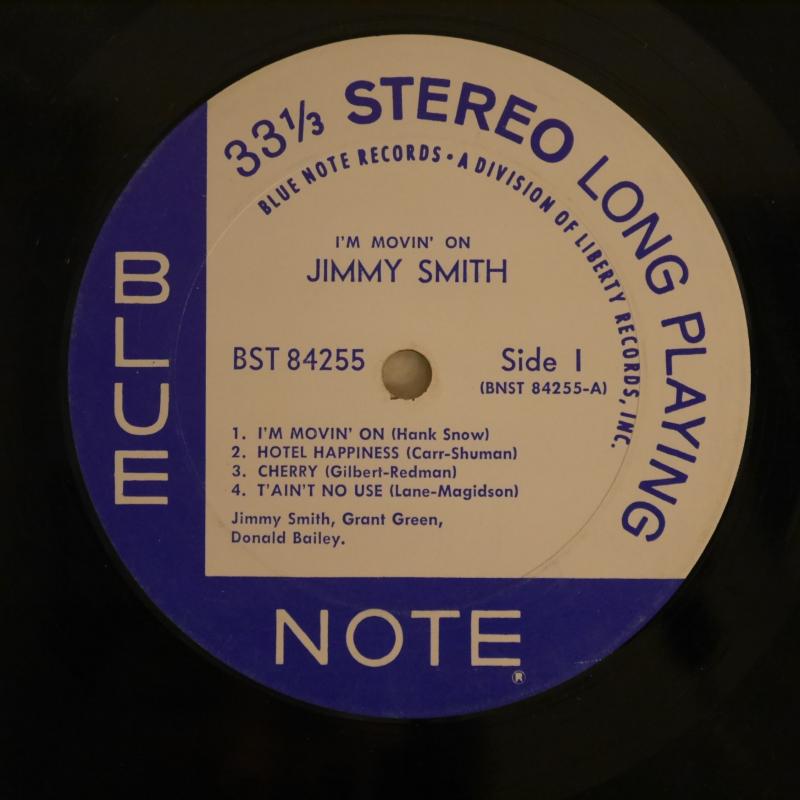 33⅓ STEREO LONG PLAYING
BLUE NOTE RECORDS • A DIVISION OF LIBERTY RECORDS, INC.
I'M MOVIN' ON
JIMMY SMITH
BST 84255
Side 1
(BNST 84255-A)
1. I'M MOVIN' ON (Hank Snow)
2. HOTEL HAPPINESS (Carr-Shuman)
3. CHERRY (Gilbert-Redman)
4. T'AIN'T NO USE (Lane-Magidson)
Jimmy Smith, Grant Green,
Donald Bailey.
BLUE
NOTE
®